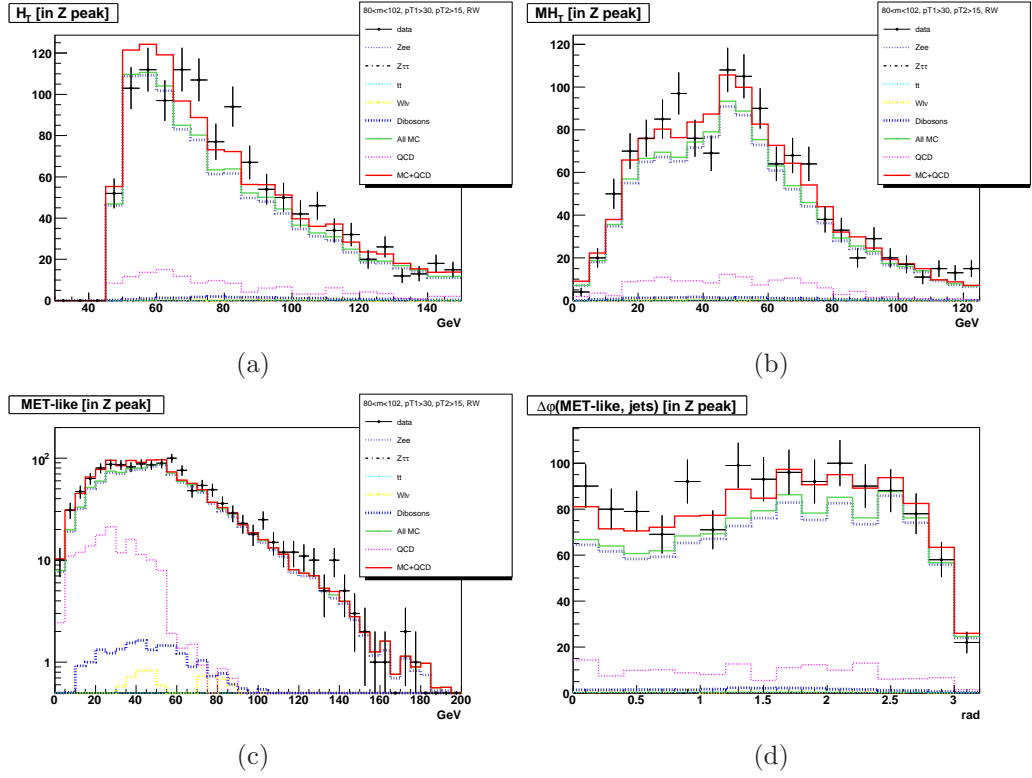 H_T [in Z peak]
80<m<102, pT1>30, pT2>15, RW
data
Zee
Zττ
tt
Wlν
Dibosons
All MC
QCD
MC+QCD
0
20
40
60
80
100
120
40 60 80 100 120 140
GeV
(a)
MH_T [in Z peak]
80<m<102, pT1>30, pT2>15, RW
data
Zee
Zττ
tt
Wlν
Dibosons
All MC
QCD
MC+QCD
0
20
40
60
80
100
120
0 20 40 60 80 100 120
GeV
(b)
MET-like [in Z peak]
80<m<102, pT1>30, pT2>15, RW
data
Zee
Zττ
tt
Wlν
Dibosons
All MC
QCD
MC+QCD
10²
10
1
0 20 40 60 80 100 120 140 160 180 200
GeV
(c)
Δφ(MET-like, jets) [in Z peak]
0
20
40
60
80
100
0 0.5 1 1.5 2 2.5 3
rad
(d)